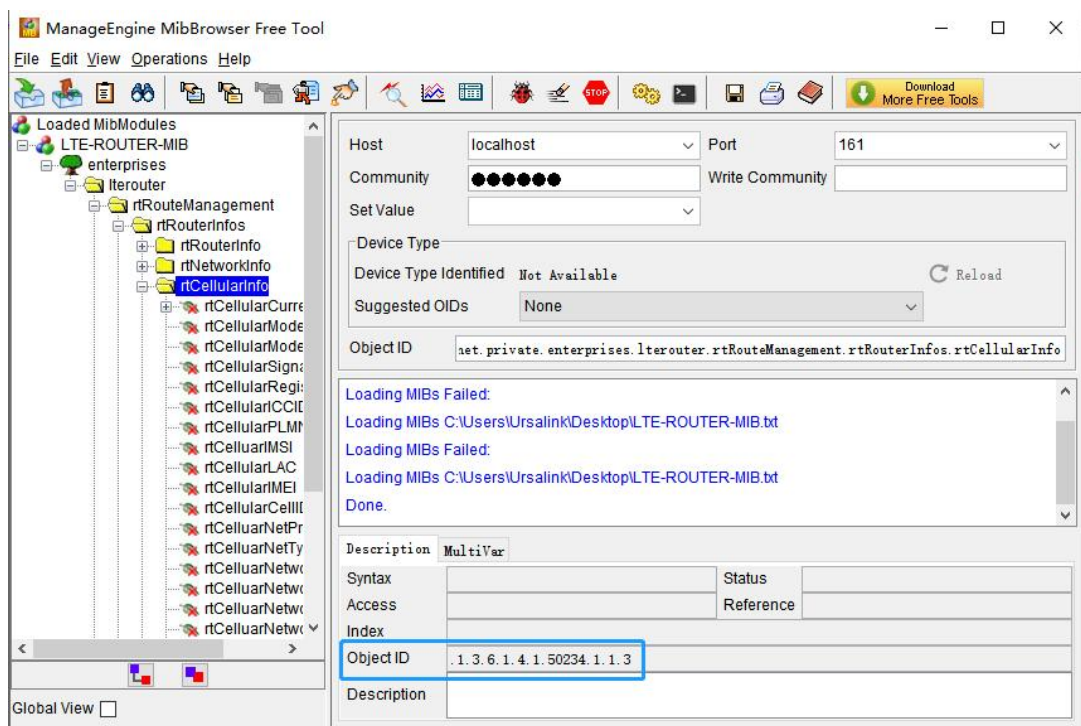 ManageEngine MibBrowser Free Tool
File Edit View Operations Help
STOP
Download
More Free Tools
Loaded MibModules
LTE-ROUTER-MIB
enterprises
lterouter
rtRouteManagement
rtRouterInfos
rtRouterInfo
rtNetworkInfo
rtCellularInfo
rtCellularCurre
rtCellularMode
rtCellularMode
rtCellularSigna
rtCellularRegis
rtCellularICCID
rtCellularPLMN
rtCelluarIMSI
rtCellularLAC
rtCellularIMEI
rtCellularCellID
rtCelluarNetPr
rtCelluarNetTy
rtCelluarNetwo
rtCelluarNetwo
rtCelluarNetwo
rtCelluarNetwo
Global View
Host localhost Port 161
Community ●●●●●● Write Community
Set Value
Device Type
Device Type Identified Not Available Reload
Suggested OIDs None
Object ID net.private.enterprises.lterouter.rtRouteManagement.rtRouterInfos.rtCellularInfo
Loading MIBs Failed:
Loading MIBs C:\Users\Ursalink\Desktop\LTE-ROUTER-MIB.txt
Loading MIBs Failed:
Loading MIBs C:\Users\Ursalink\Desktop\LTE-ROUTER-MIB.txt
Done.
Description MultiVar
Syntax Status
Access Reference
Index
Object ID .1.3.6.1.4.1.50234.1.1.3
Description